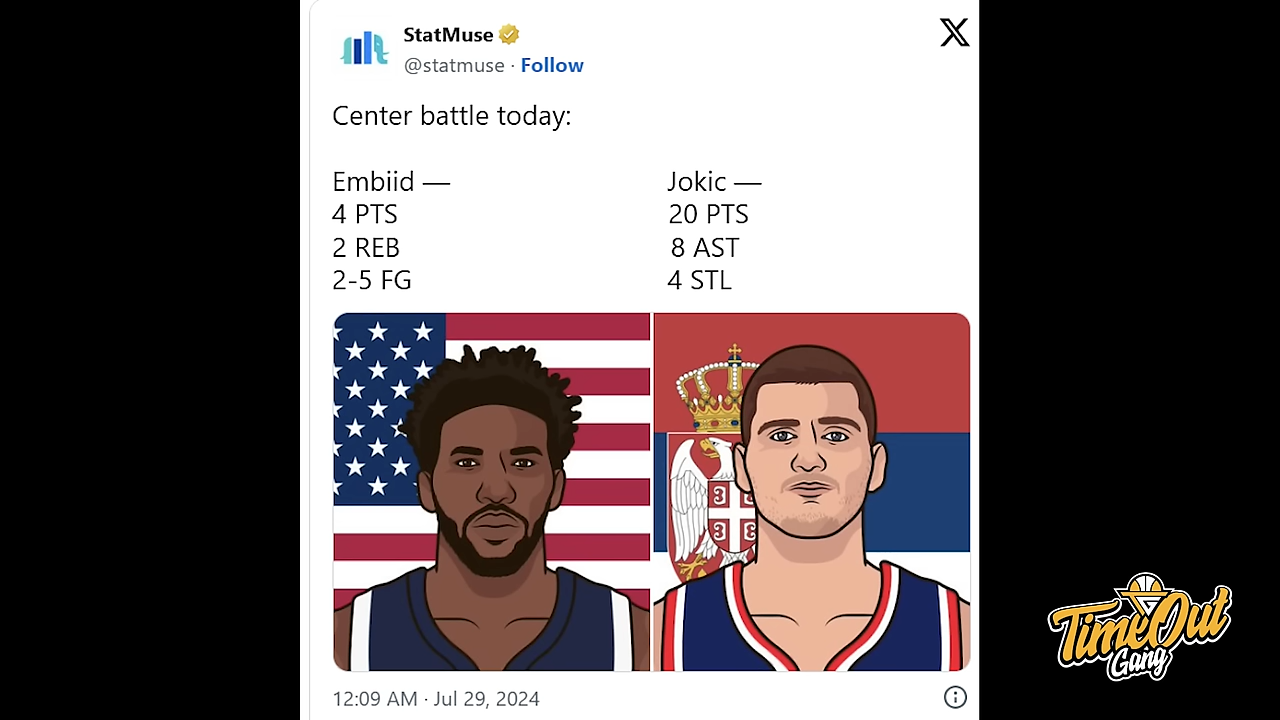 StatMuse
@statmuse · Follow
Center battle today:
Embiid —
4 PTS
2 REB
2-5 FG
Jokic —
20 PTS
8 AST
4 STL
12:09 AM · Jul 29, 2024
TimeOut
Gang